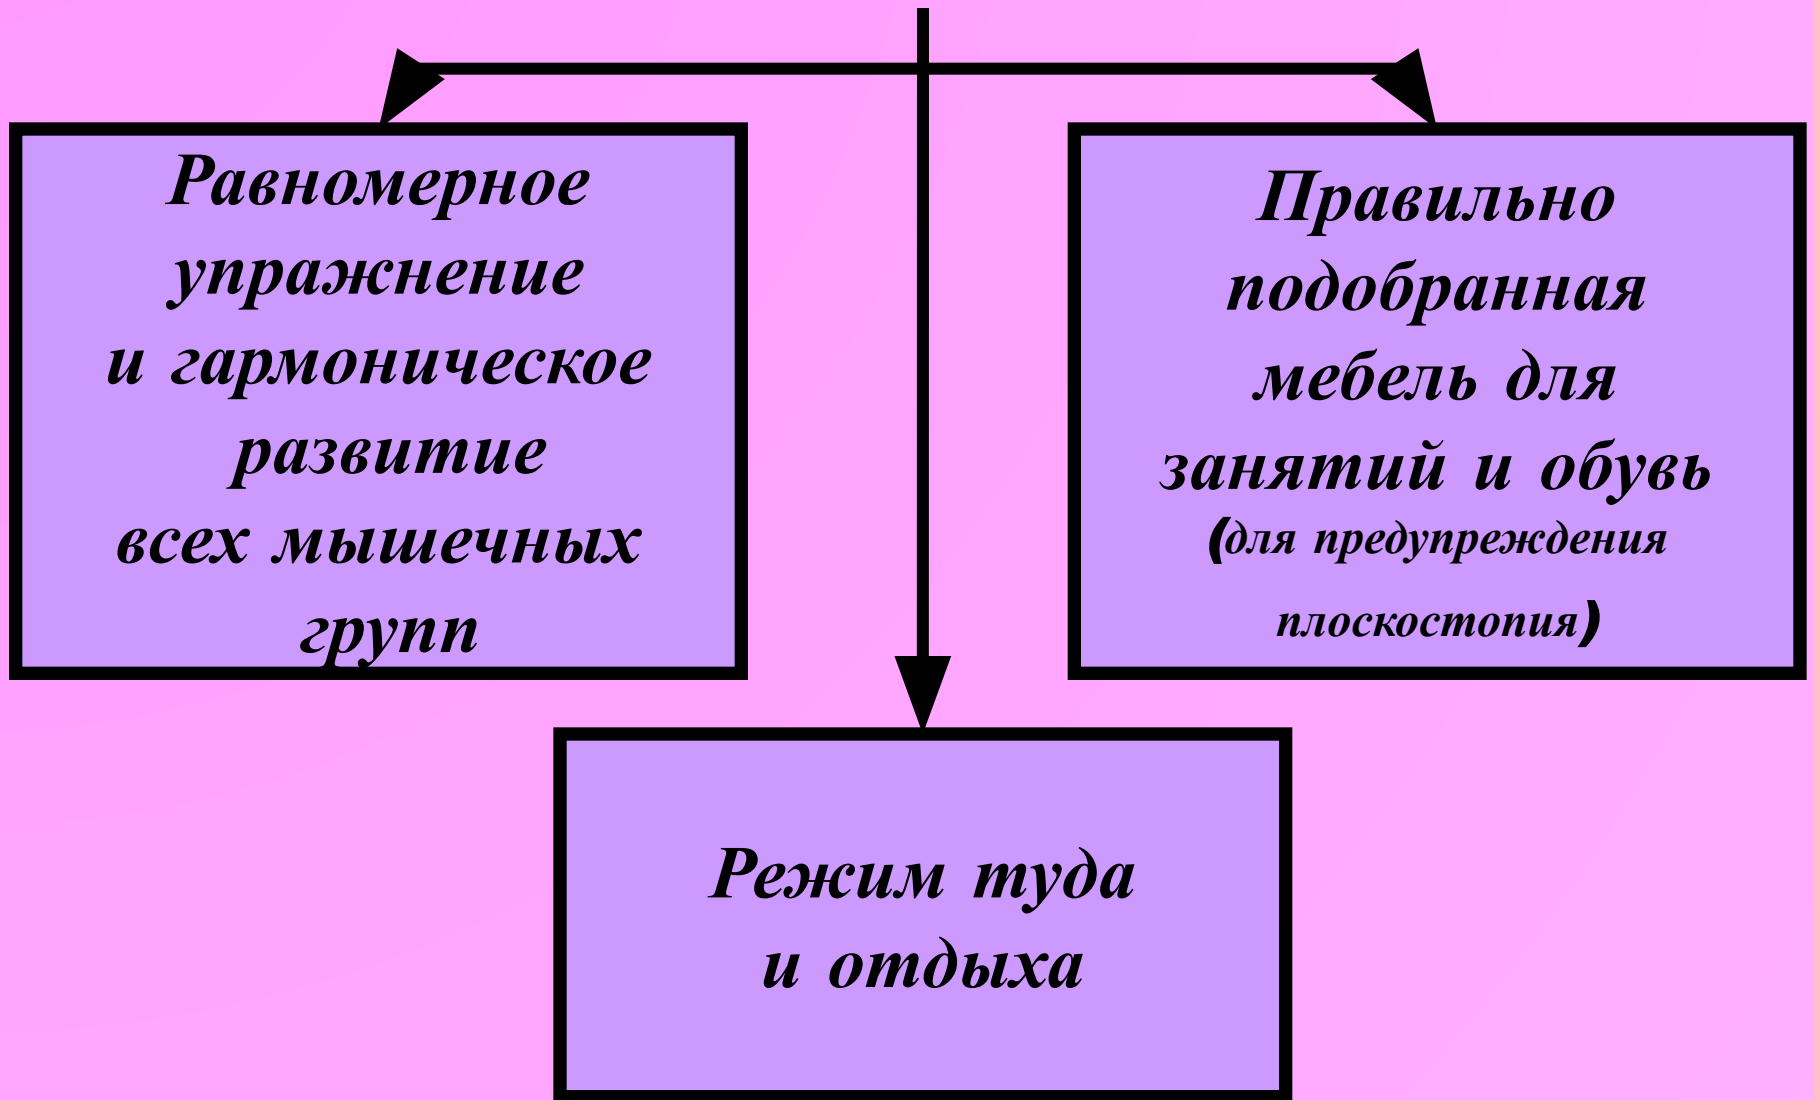 Равномерное
упражнение
и гармоническое
развитие
всех мышечных
групп
Правильно
подобранная
мебель для
занятий и обувь
(для предупреждения
плоскостопия)
Режим туда
и отдыха